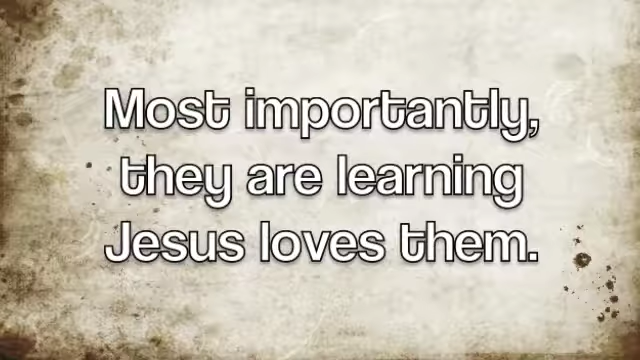 Most importantly,
they are learning
Jesus loves them.